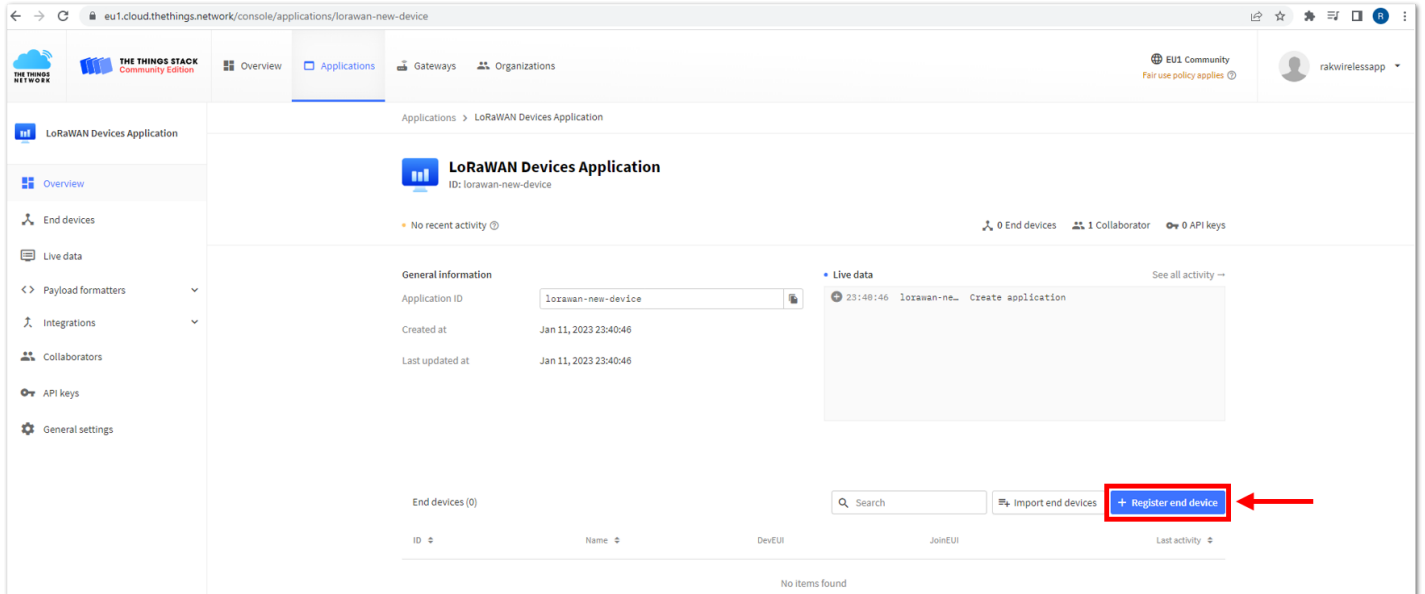 eu1.cloud.thethings.network/console/applications/lorawan-new-device
R
THE THINGS
NETWORK
THE THINGS STACK
Community Edition
Overview
Applications
Gateways
Organizations
EU1 Community
Fair use policy applies
rakwirelessapp
LoRaWAN Devices Application
Overview
End devices
Live data
Payload formatters
Integrations
Collaborators
API keys
General settings
Applications > LoRaWAN Devices Application
LoRaWAN Devices Application
ID: lorawan-new-device
No recent activity
0 End devices
1 Collaborator
0 API keys
General information
Application ID
lorawan-new-device
Created at
Jan 11, 2023 23:40:46
Last updated at
Jan 11, 2023 23:40:46
Live data
See all activity →
23:40:46 lorawan-ne… Create application
End devices (0)
Search
Import end devices
+ Register end device
ID
Name
DevEUI
JoinEUI
Last activity
No items found